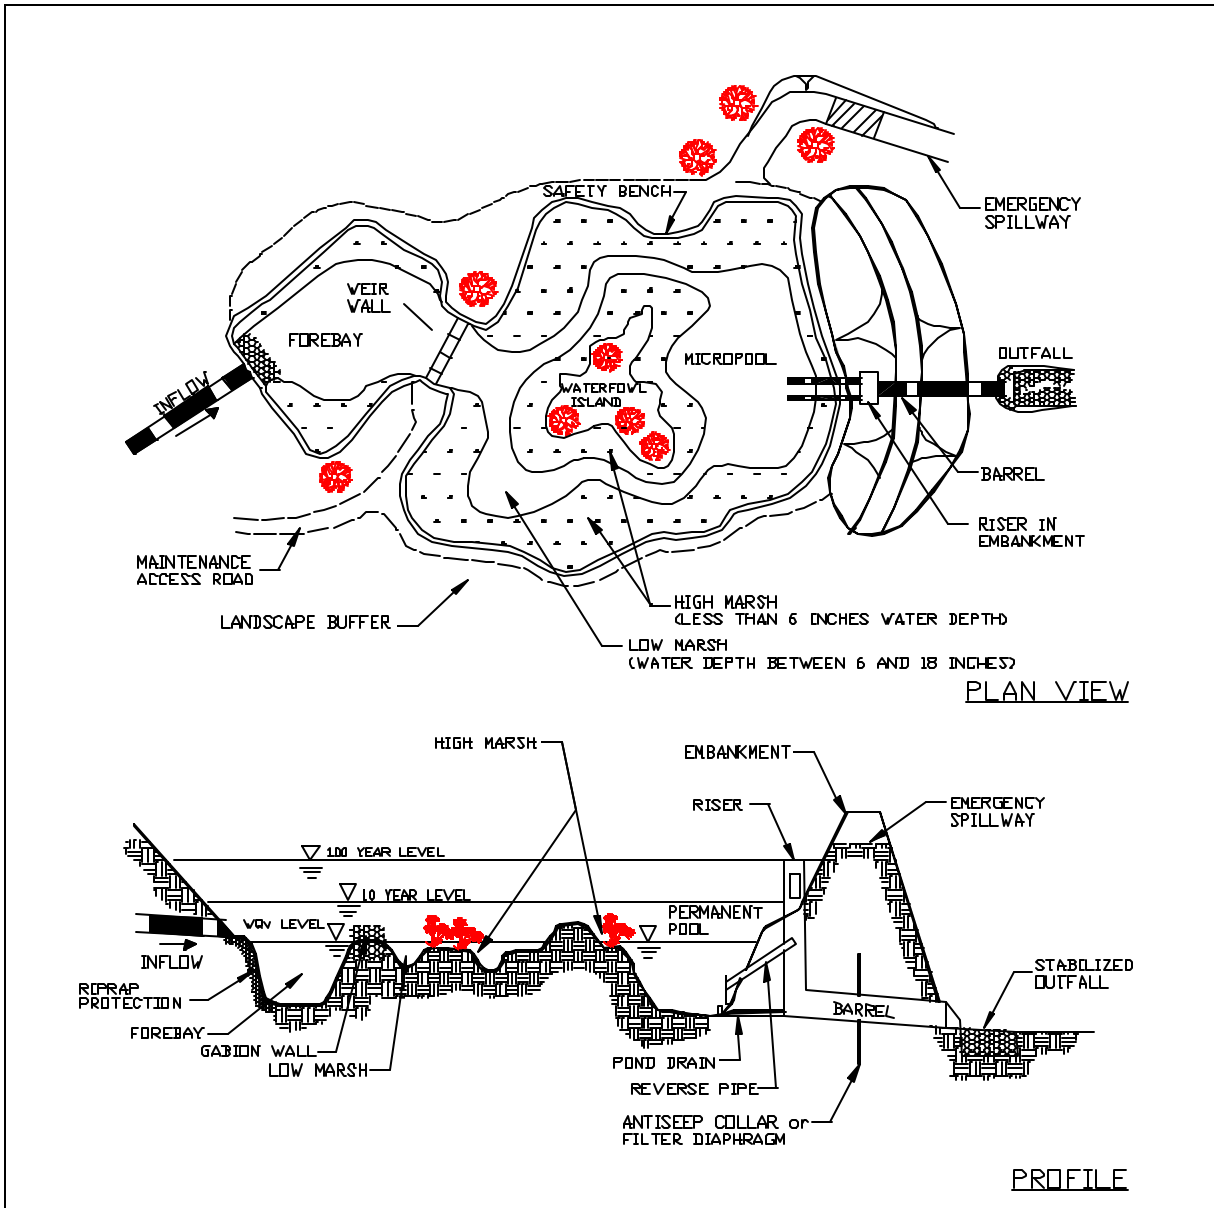 SAFETY BENCH
EMERGENCY
SPILLWAY
WEIR
WALL
FOREBAY
MICROPOOL
OUTFALL
INFLOW
WATERFOWL
ISLAND
BARREL
RISER IN
EMBANKMENT
MAINTENANCE
ACCESS ROAD
LANDSCAPE BUFFER
HIGH MARSH
(LESS THAN 6 INCHES WATER DEPTH)
LOW MARSH
(WATER DEPTH BETWEEN 6 AND 18 INCHES)
PLAN VIEW
HIGH MARSH
EMBANKMENT
RISER
EMERGENCY
SPILLWAY
100 YEAR LEVEL
10 YEAR LEVEL
WQv LEVEL
PERMANENT
POOL
INFLOW
RIPRAP
PROTECTION
FOREBAY
GABION WALL
LOW MARSH
STABILIZED
OUTFALL
BARREL
POND DRAIN
REVERSE PIPE
ANTISEEP COLLAR or
FILTER DIAPHRAGM
PROFILE